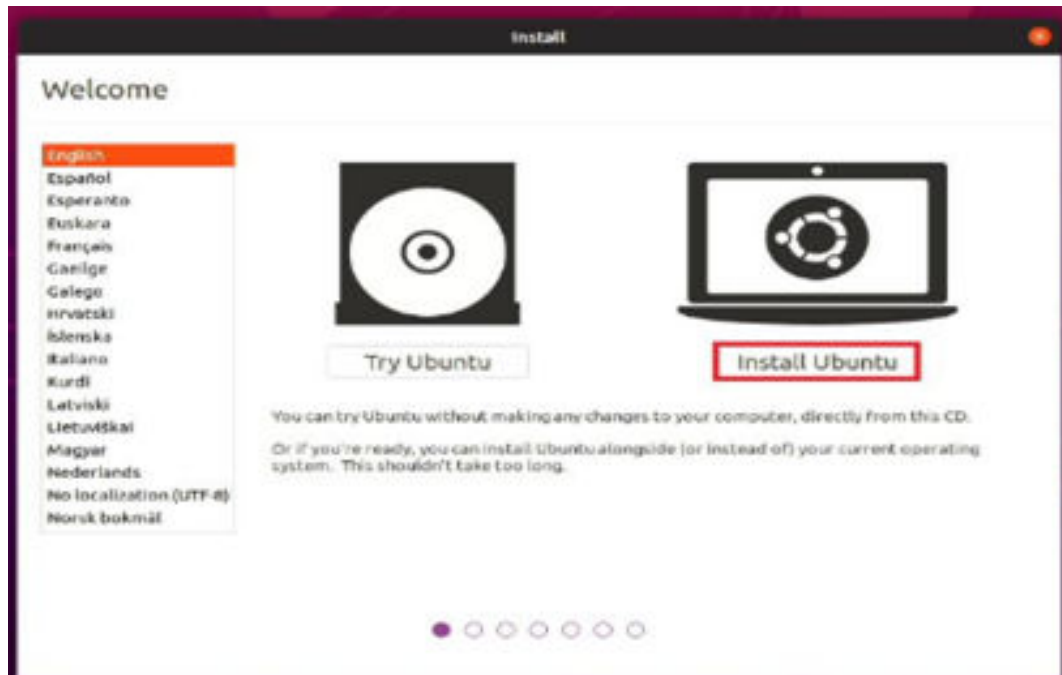 Install
Welcome
English
Español
Esperanto
Euskara
Français
Gaeilge
Galego
Hrvatski
Íslenska
Italiano
Kurdî
Latviski
Lietuviškai
Magyar
Nederlands
No localization (UTF-8)
Norsk bokmål
Try Ubuntu
Install Ubuntu
You can try Ubuntu without making any changes to your computer, directly from this CD.
Or if you're ready, you can install Ubuntu alongside (or instead of) your current operating
system. This shouldn't take too long.